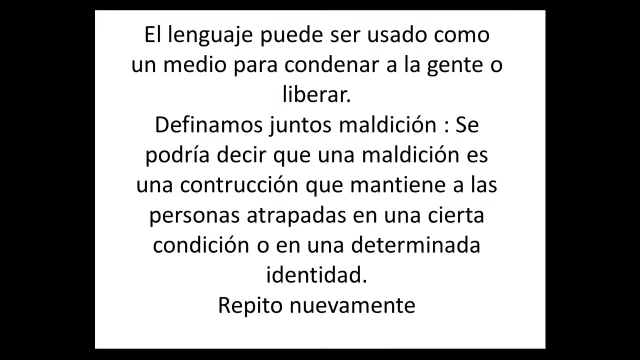 El lenguaje puede ser usado como
un medio para condenar a la gente o
liberar.
Definamos juntos maldición : Se
podría decir que una maldición es
una contrucción que mantiene a las
personas atrapadas en una cierta
condición o en una determinada
identidad.
Repito nuevamente